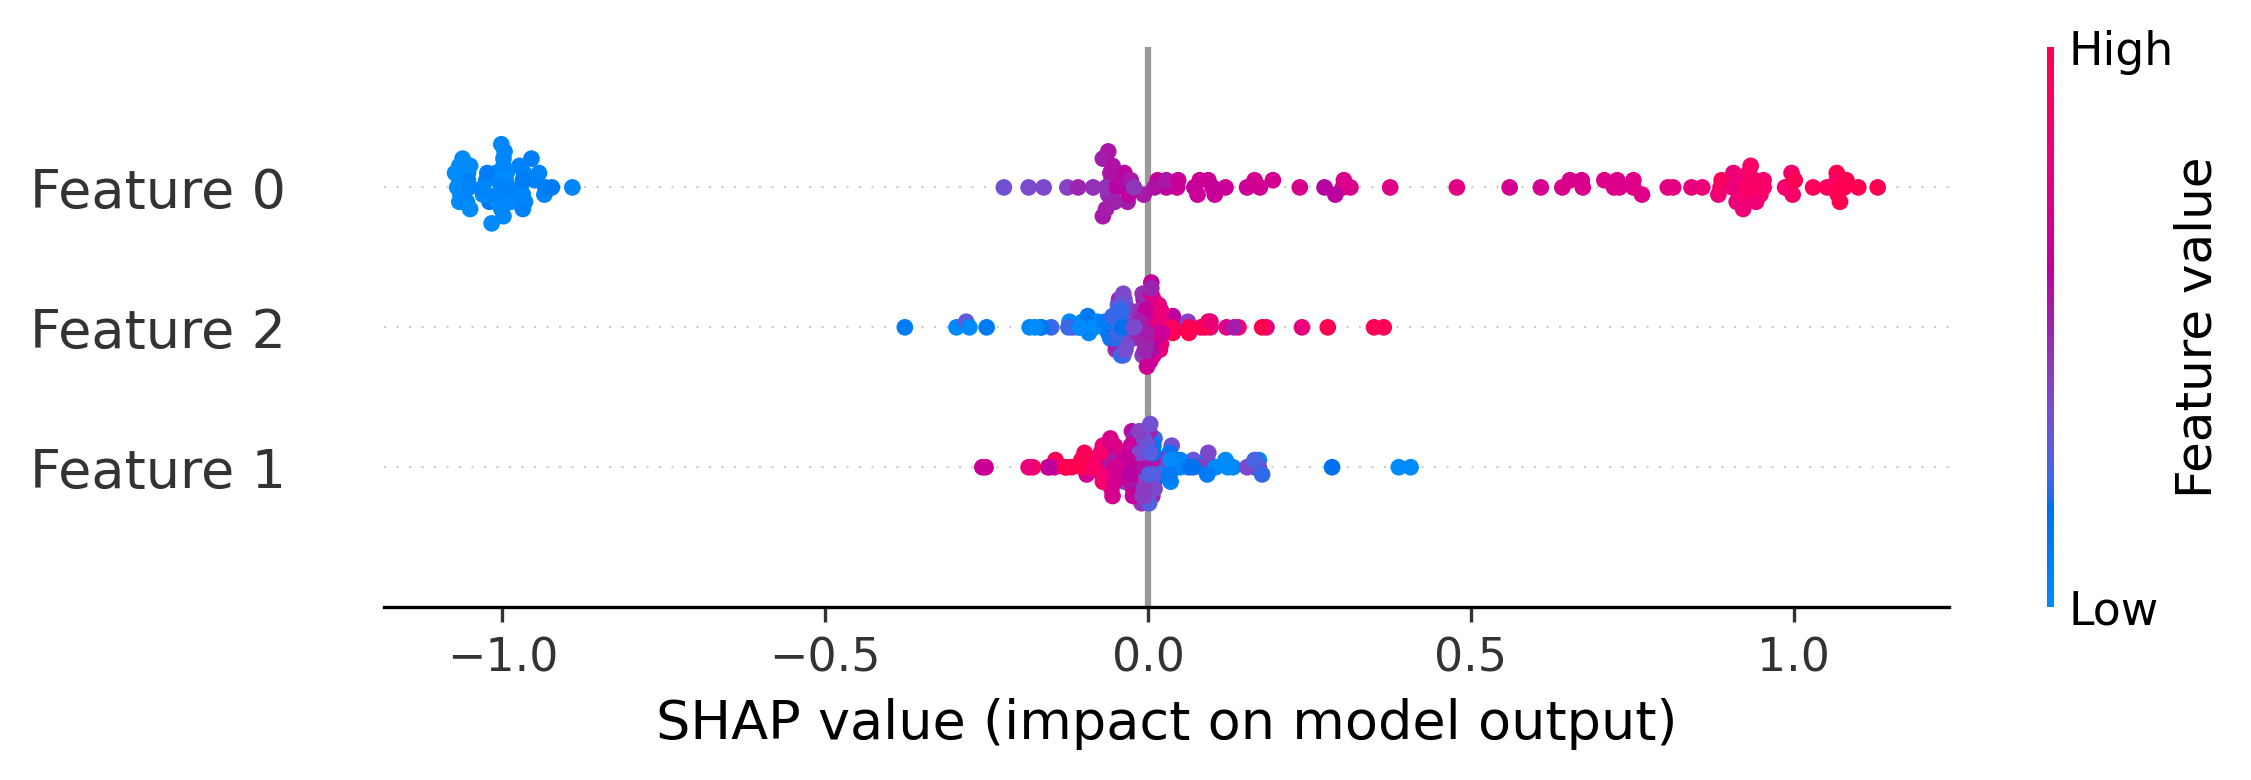 High
Feature 0
Feature 2
Feature 1
Feature value
Low
−1.0 −0.5 0.0 0.5 1.0
SHAP value (impact on model output)